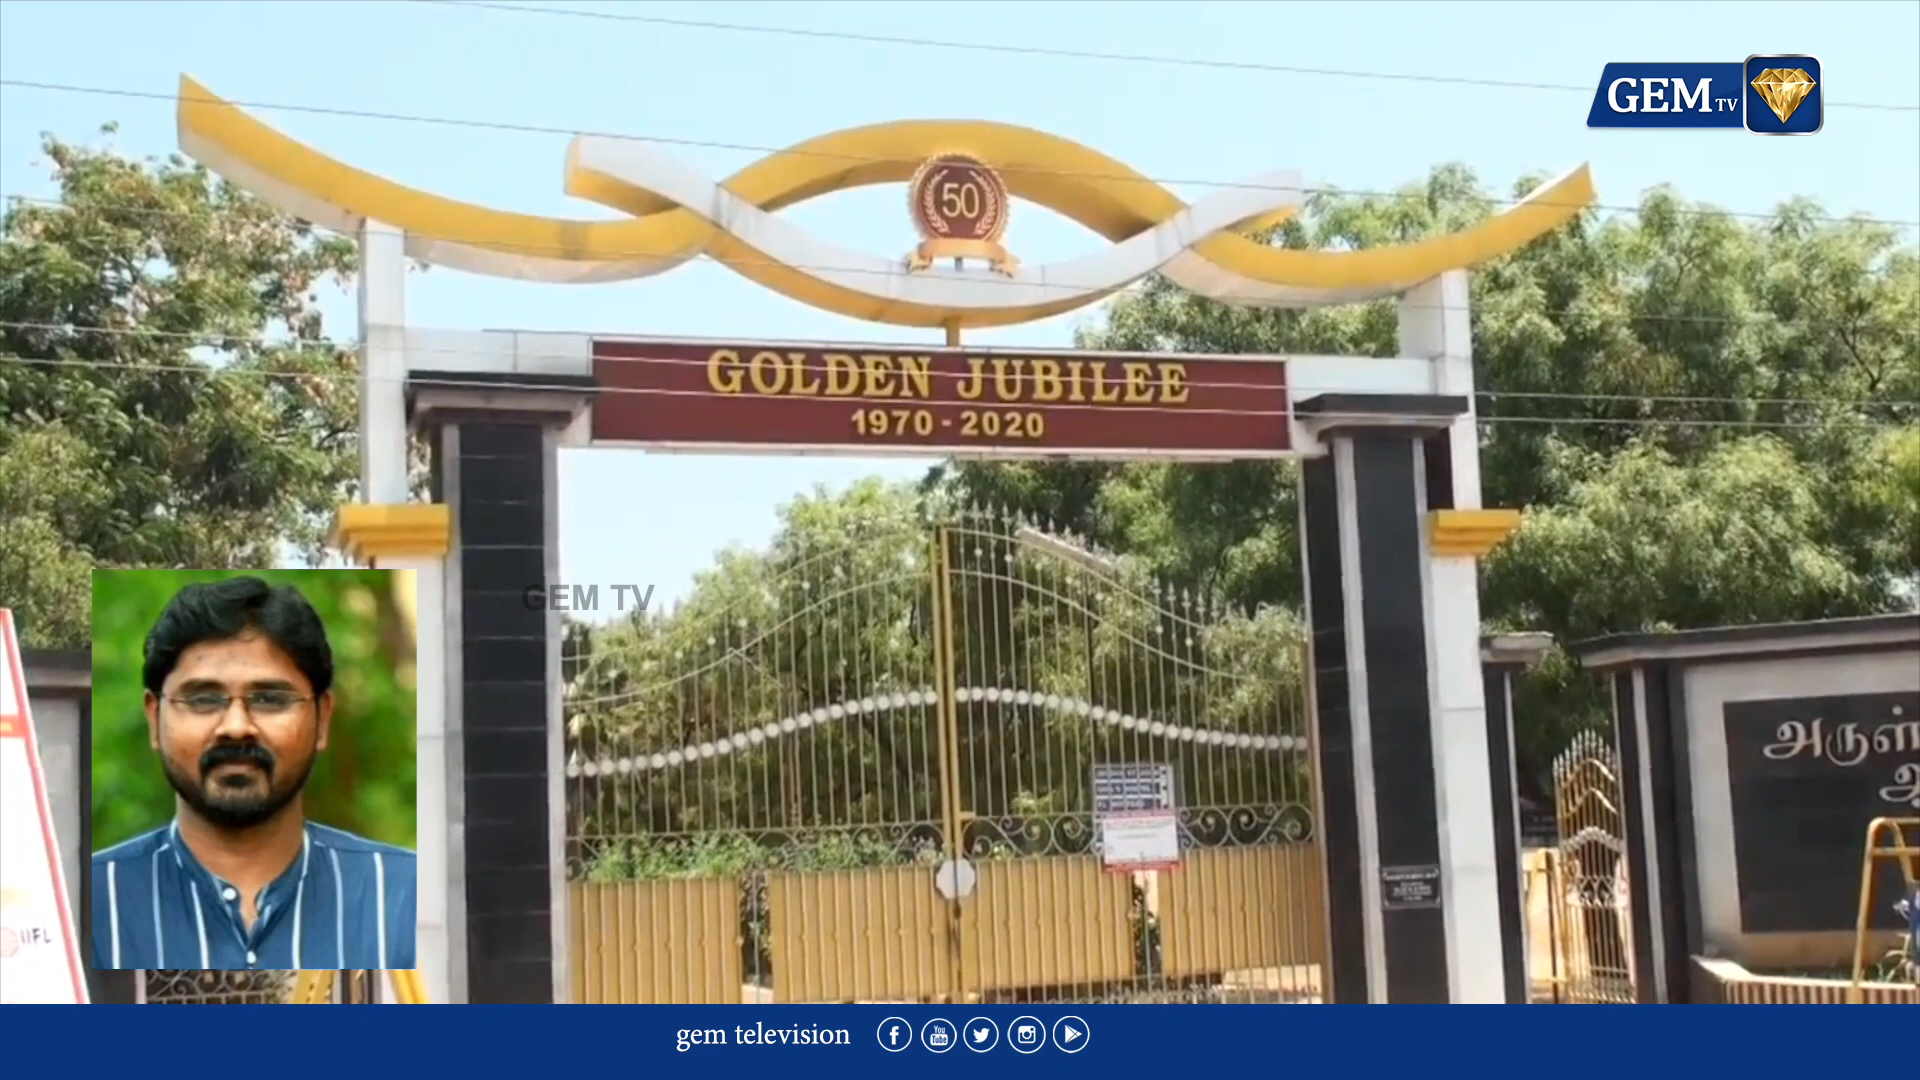 GEM TV
50
GOLDEN JUBILEE
1970 - 2020
GEM TV
அருள்
IIFL
gem television